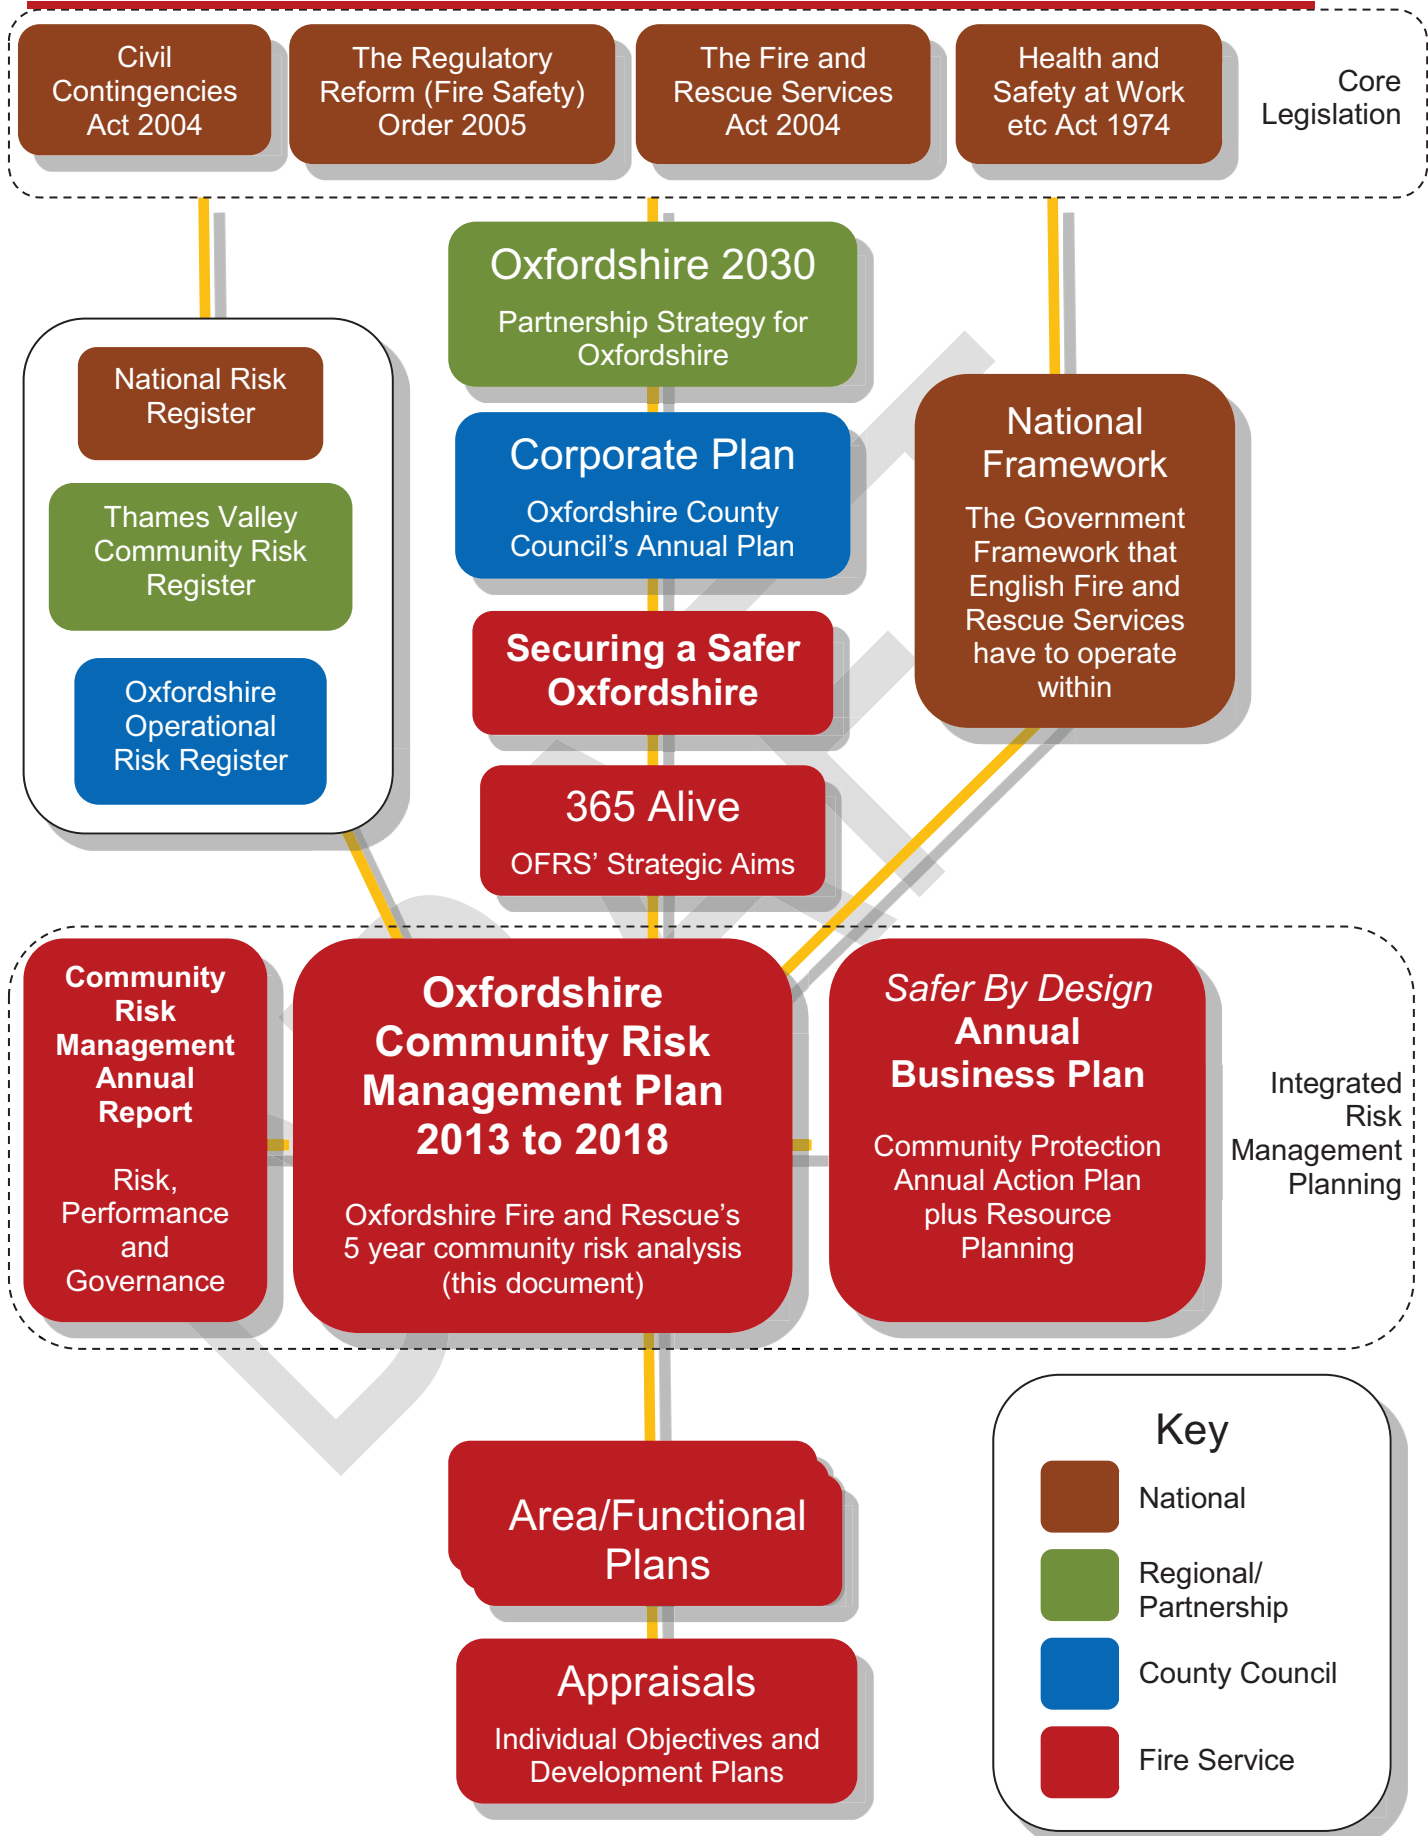 Civil
Contingencies
Act 2004
The Regulatory
Reform (Fire Safety)
Order 2005
The Fire and
Rescue Services
Act 2004
Health and
Safety at Work
etc Act 1974
Core
Legislation
Oxfordshire 2030
Partnership Strategy for
Oxfordshire
National Risk
Register
Thames Valley
Community Risk
Register
Oxfordshire
Operational
Risk Register
Corporate Plan
Oxfordshire County
Council's Annual Plan
National
Framework
The Government
Framework that
English Fire and
Rescue Services
have to operate
within
Securing a Safer
Oxfordshire
365 Alive
OFRS' Strategic Aims
Community
Risk
Management
Annual
Report
Risk,
Performance
and
Governance
Oxfordshire
Community Risk
Management Plan
2013 to 2018
Oxfordshire Fire and Rescue's
5 year community risk analysis
(this document)
Safer By Design
Annual
Business Plan
Community Protection
Annual Action Plan
plus Resource
Planning
Integrated
Risk
Management
Planning
Area/Functional
Plans
Appraisals
Individual Objectives and
Development Plans
Key
National
Regional/
Partnership
County Council
Fire Service